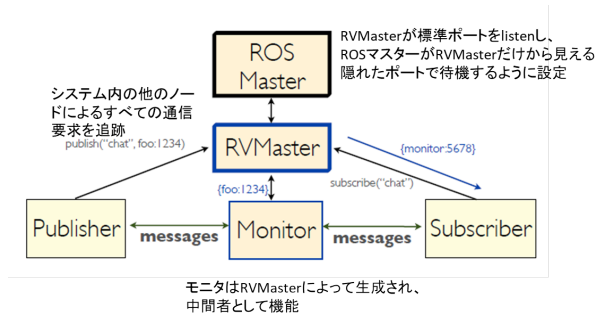 RVMasterが標準ポートをlistenし、
ROSマスターがRVMasterだけから見える
隠れたポートで待機するように設定
ROS
Master
システム内の他のノー
ドによるすべての通信
要求を追跡
publish("chat", foo:1234)
RVMaster
{monitor:5678}
{foo:1234}
subscribe("chat")
Publisher
messages
Monitor
messages
Subscriber
モニタはRVMasterによって生成され、
中間者として機能